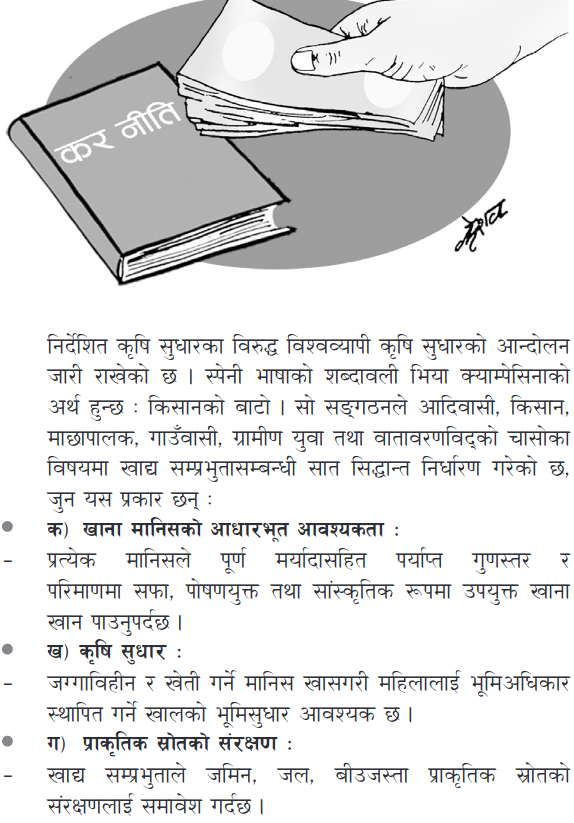 कर नीति
निर्देशित कृषि सुधारका विरुद्ध विश्वव्यापी कृषि सुधारको आन्दोलन
जारी राखेको छ । स्पेनी भाषाको शब्दावली भिया क्याम्पेसिनाको
अर्थ हुन्छ : किसानको बाटो । सो सङ्गठनले आदिवासी, किसान,
माछापालक, गाउँवासी, ग्रामीण युवा तथा वातावरणविद्को चासोका
विषयमा खाद्य सम्प्रभुतासम्बन्धी सात सिद्धान्त निर्धारण गरेको छ,
जुन यस प्रकार छन् :
● क) खाना मानिसको आधारभूत आवश्यकता :
– प्रत्येक मानिसले पूर्ण मर्यादासहित पर्याप्त गुणस्तर र
परिमाणमा सफा, पोषणयुक्त तथा सांस्कृतिक रूपमा उपयुक्त खाना
खान पाउनुपर्दछ ।
● ख) कृषि सुधार :
– जग्गाविहीन र खेती गर्ने मानिस खासगरी महिलालाई भूमिअधिकार
स्थापित गर्ने खालको भूमिसुधार आवश्यक छ ।
● ग) प्राकृतिक स्रोतको संरक्षण :
– खाद्य सम्प्रभुताले जमिन, जल, बीउजस्ता प्राकृतिक स्रोतको
संरक्षणलाई समावेश गर्दछ ।